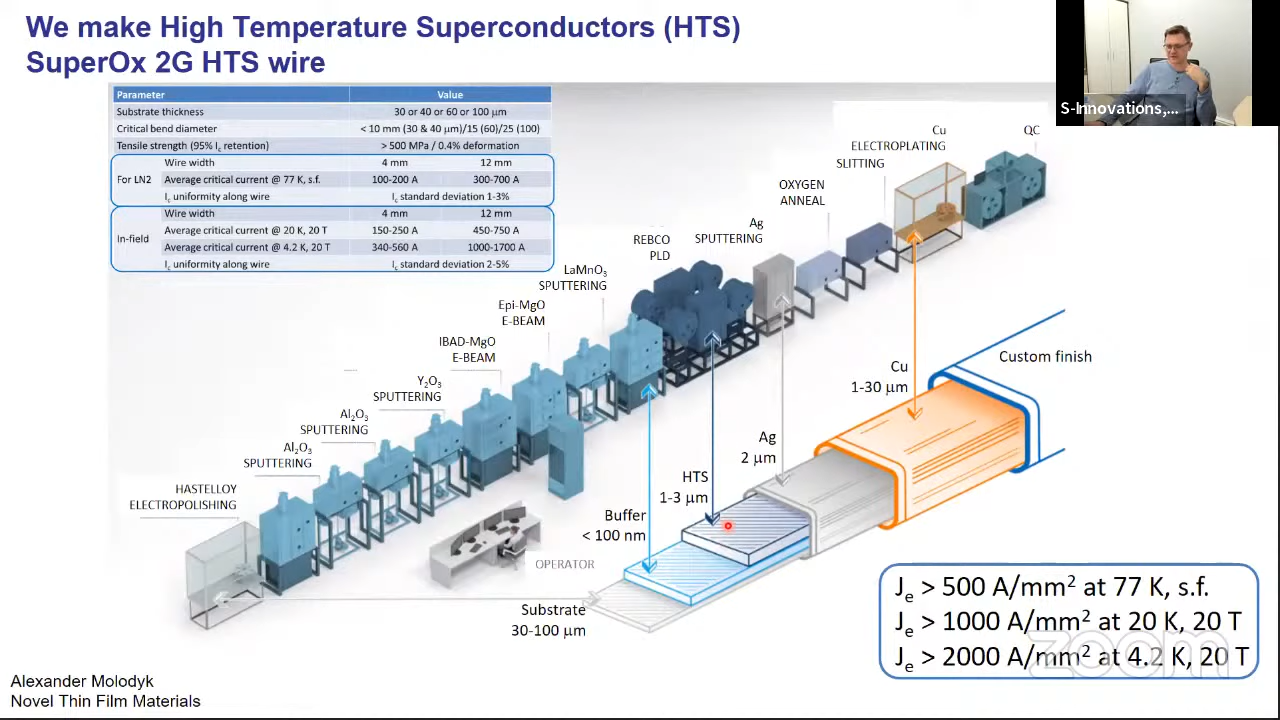 We make High Temperature Superconductors (HTS)
SuperOx 2G HTS wire
S-Innovations,...
Parameter Value
Substrate thickness 30 or 40 or 60 or 100 μm
Critical bend diameter < 10 mm (30 & 40 μm)/15 (60)/25 (100)
Tensile strength (95% Ic retention) > 500 MPa / 0.4% deformation
For LN2
Wire width 4 mm 12 mm
Average critical current @ 77 K, s.f. 100-200 A 300-700 A
Ic uniformity along wire Ic standard deviation 1-3%
In-field
Wire width 4 mm 12 mm
Average critical current @ 20 K, 20 T 150-250 A 450-750 A
Average critical current @ 4.2 K, 20 T 340-560 A 1000-1700 A
Ic uniformity along wire Ic standard deviation 2-5%
HASTELLOY
ELECTROPOLISHING
Al₂O₃
SPUTTERING
Al₂O₃
SPUTTERING
Y₂O₃
SPUTTERING
IBAD-MgO
E-BEAM
Epi-MgO
E-BEAM
LaMnO₃
SPUTTERING
REBCO
PLD
Ag
SPUTTERING
OXYGEN
ANNEAL
SLITTING
Cu
ELECTROPLATING
QC
OPERATOR
Substrate
30-100 μm
Buffer
< 100 nm
HTS
1-3 μm
Ag
2 μm
Cu
1-30 μm
Custom finish
Je > 500 A/mm² at 77 K, s.f.
Je > 1000 A/mm² at 20 K, 20 T
Je > 2000 A/mm² at 4.2 K, 20 T
zoom
Alexander Molodyk
Novel Thin Film Materials